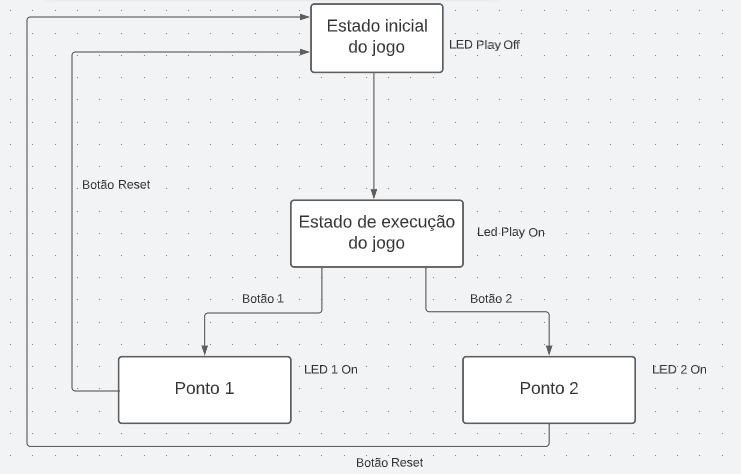 Estado inicial
do jogo
LED Play Off
Botão Reset
Estado de execução
do jogo
Led Play On
Botão 1
Botão 2
Ponto 1
LED 1 On
Ponto 2
LED 2 On
Botão Reset